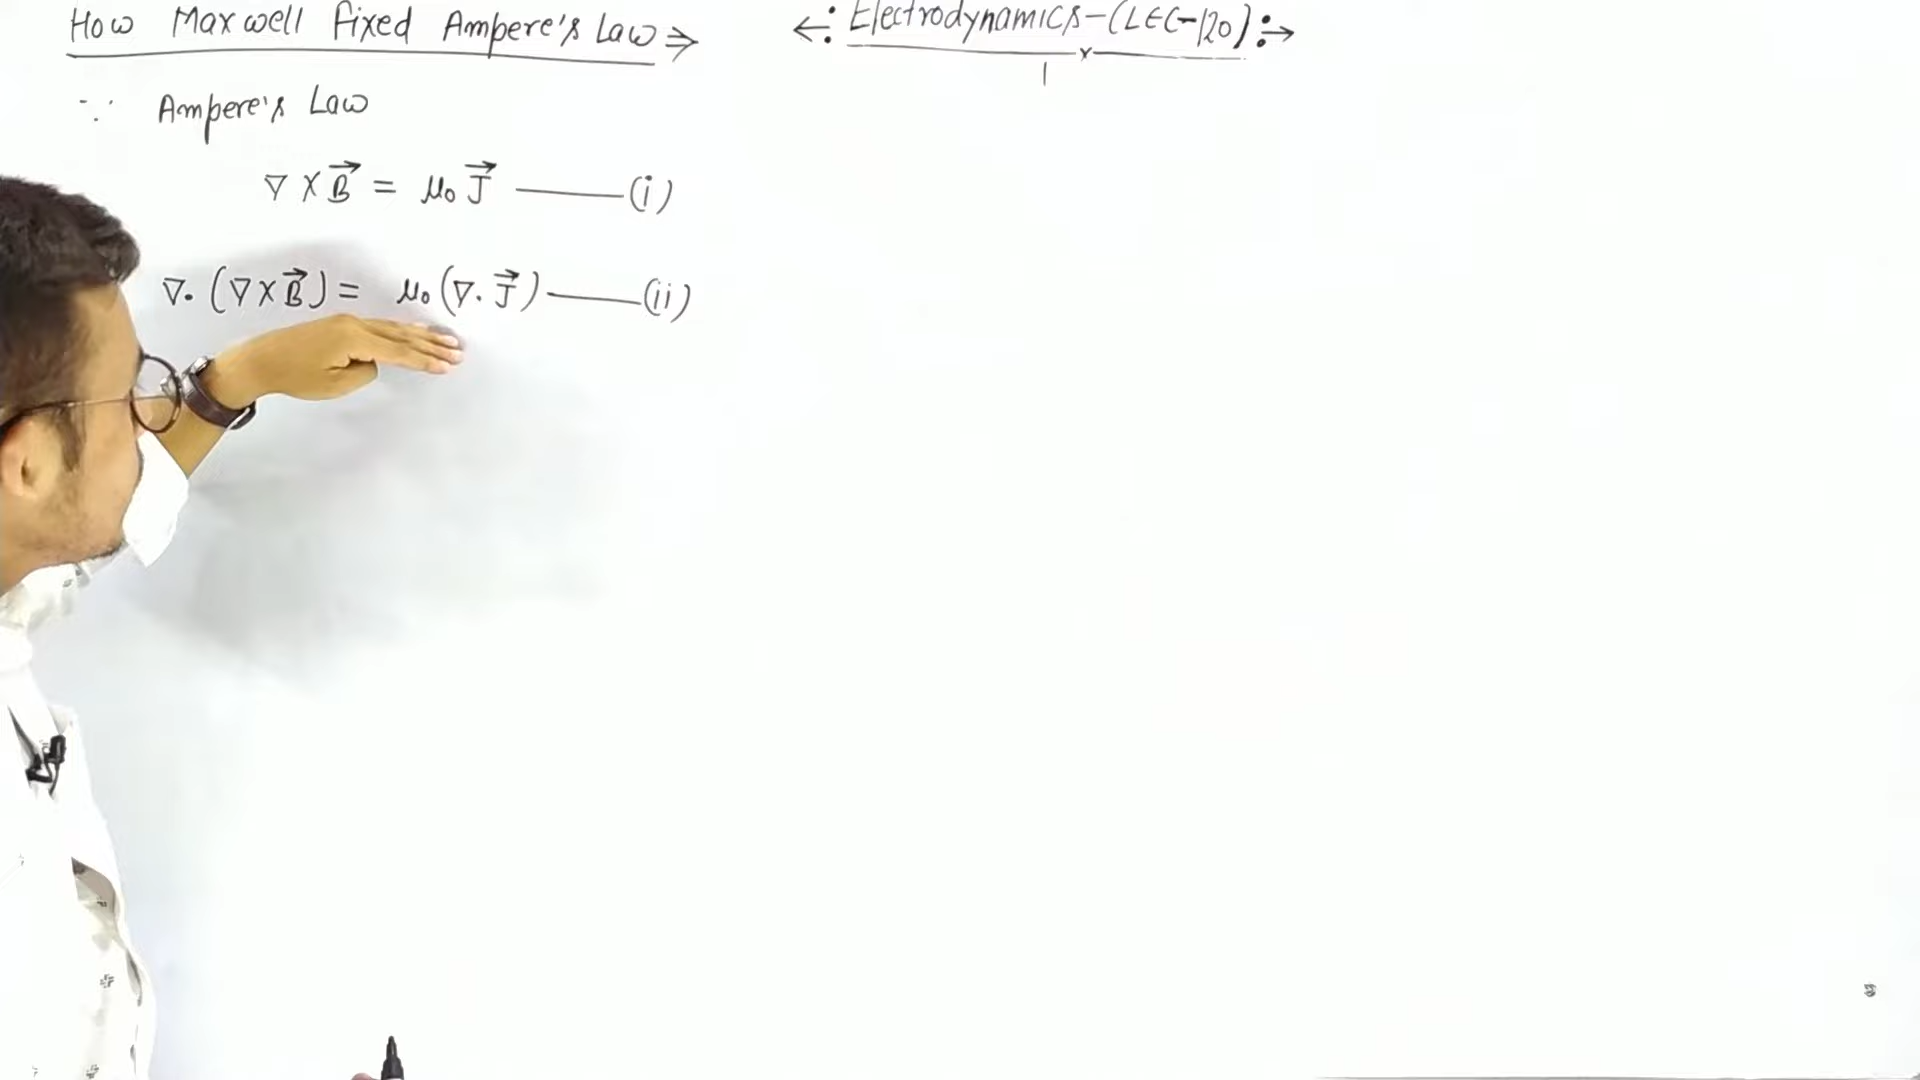 How Maxwell Fixed Ampere's Law ⇒
←: Electrodynamics-(LEC-120) :→
∵ Ampere's Law
∇ × B⃗ = μ₀ J⃗ ———(i)
∇. (∇ × B⃗) = μ₀ (∇. J⃗) ———(ii)